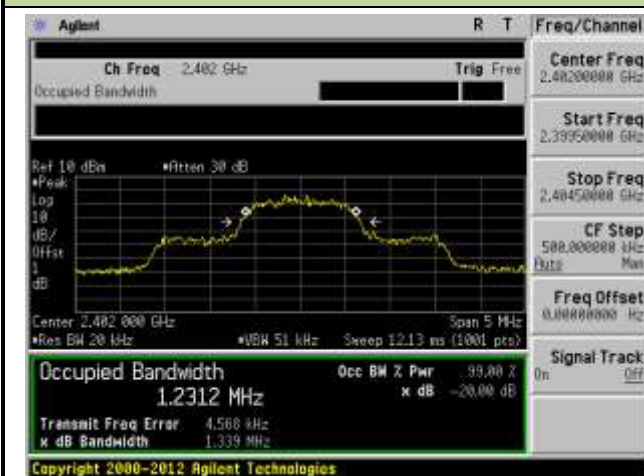 Agilent R T Freq/Channel
Ch Freq 2.402 GHz Trig Free
Occupied Bandwidth
Center Freq
2.40200000 GHz
Start Freq
2.39950000 GHz
Stop Freq
2.40450000 GHz
CF Step
500.000000 kHz
Auto Man
Freq Offset
0.00000000 Hz
Signal Track
On Off
Ref 10 dBm •Atten 30 dB
•Peak
Log
10
dB/
Offst
1
dB
Center 2.402 000 GHz Span 5 MHz
•Res BW 20 kHz •VBW 51 kHz Sweep 12.13 ms (1001 pts)
Occupied Bandwidth Occ BW % Pwr 99.00 %
1.2312 MHz x dB -20.00 dB
Transmit Freq Error 4.568 kHz
x dB Bandwidth 1.339 MHz
Copyright 2000-2012 Agilent Technologies